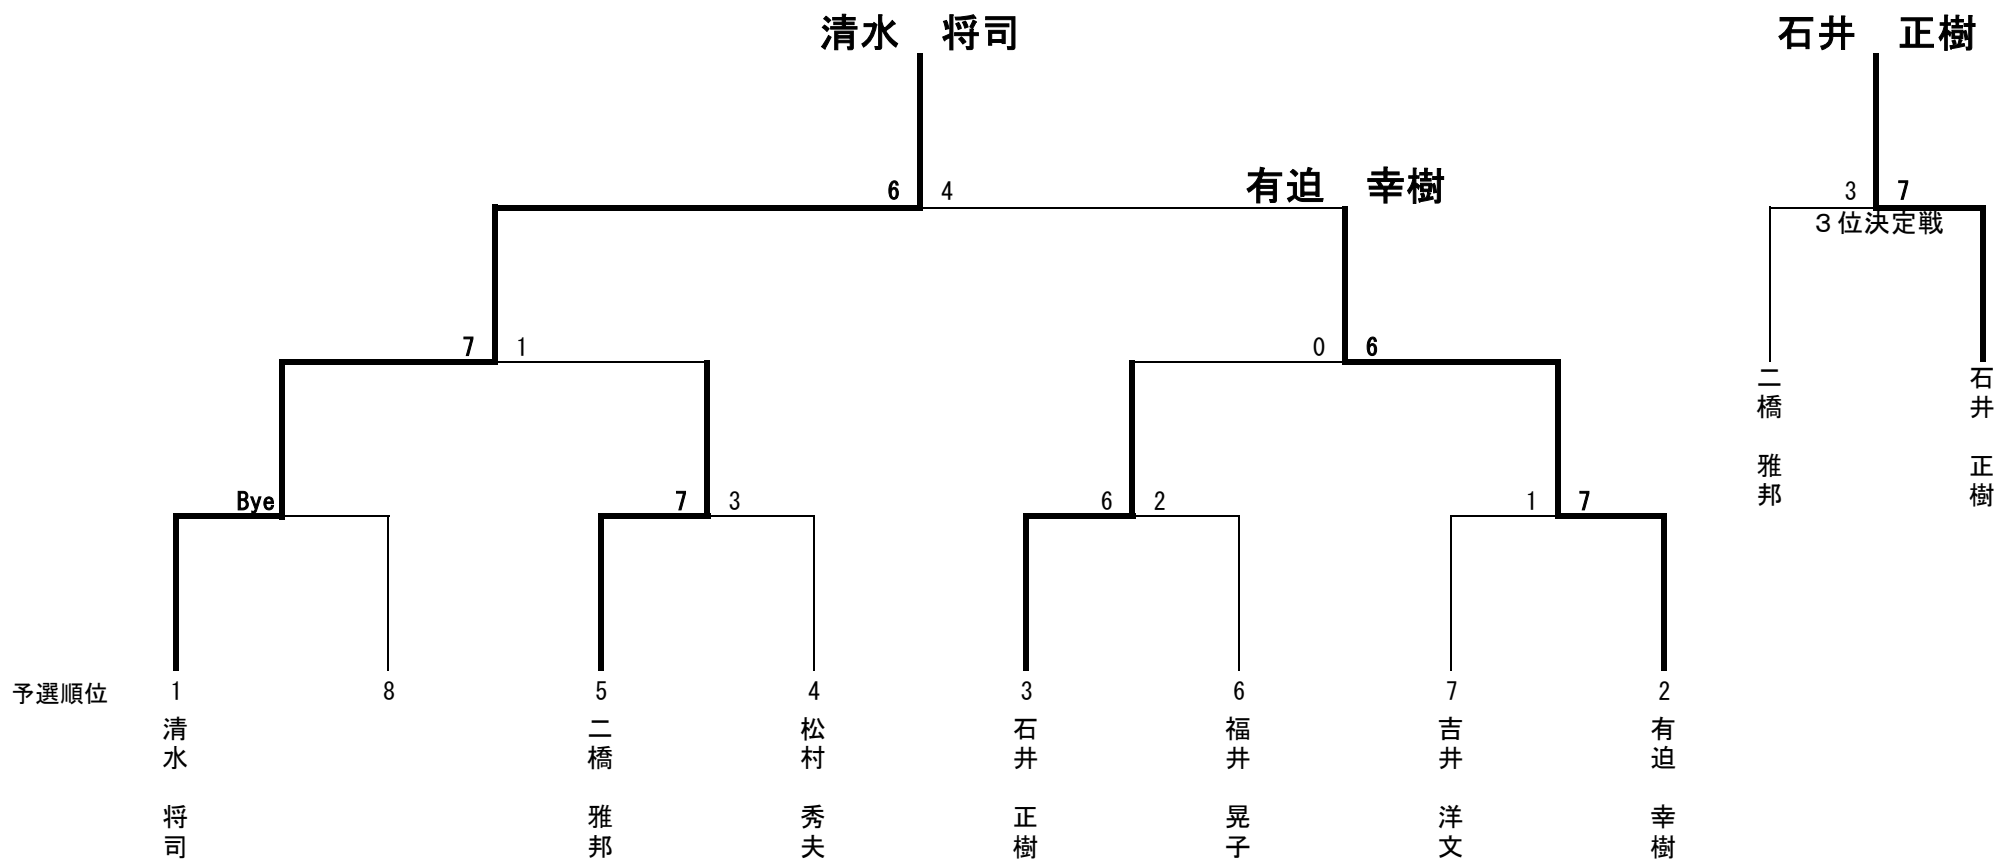 清水　将司
石井　正樹
有迫　幸樹
6 4
3 7
３位決定戦
7 1
0 6
二橋　雅邦
石井　正樹
Bye
7 3
6 2
1 7
予選順位 1 8 5 4 3 6 7 2
清水　将司
二橋　雅邦
松村　秀夫
石井　正樹
福井　晃子
吉井　洋文
有迫　幸樹